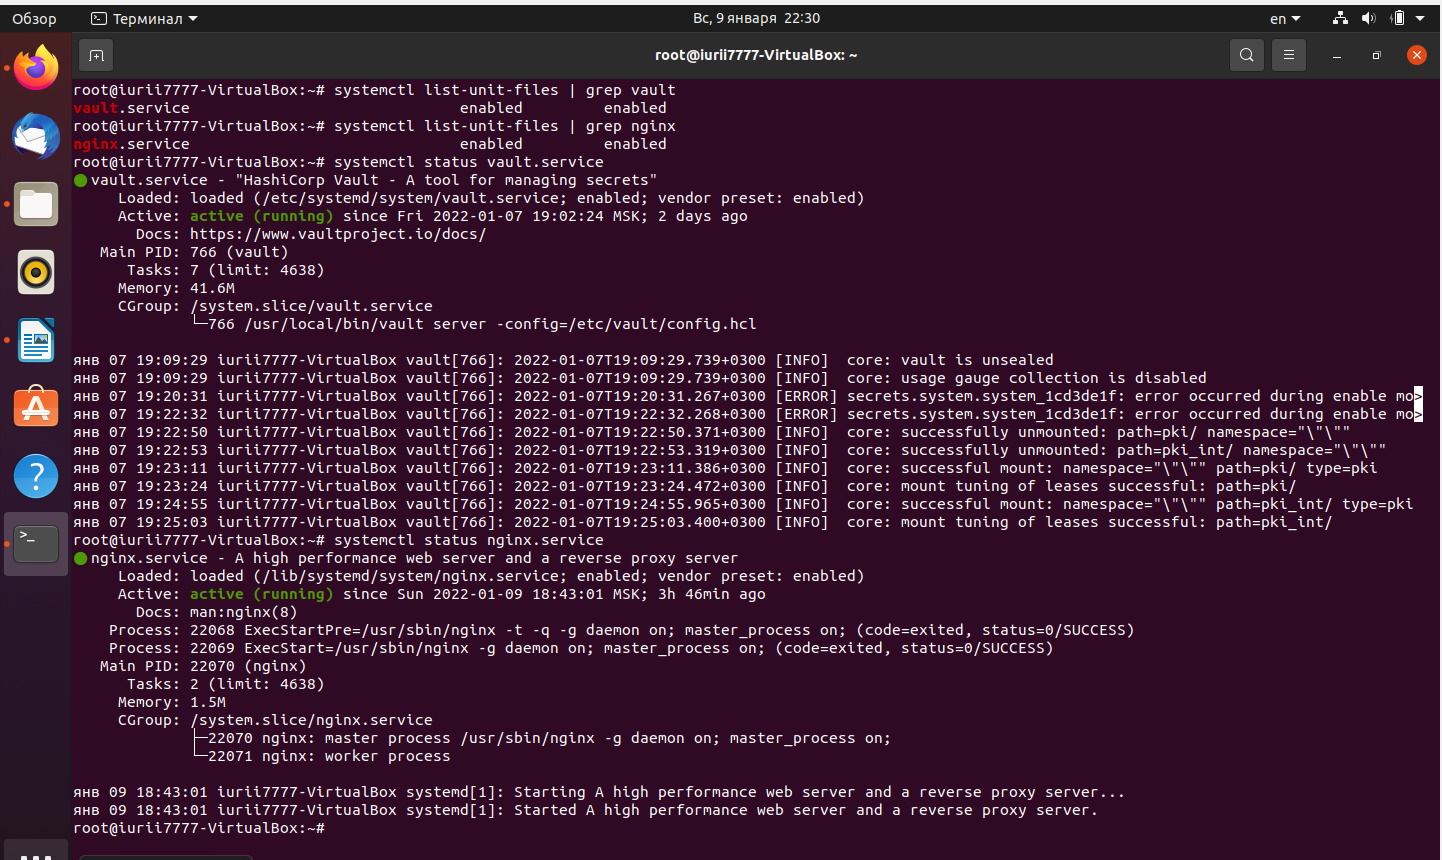 Обзор Терминал Вс, 9 января 22:30 en
root@iurii7777-VirtualBox: ~
root@iurii7777-VirtualBox:~# systemctl list-unit-files | grep vault
vault.service                              enabled         enabled
root@iurii7777-VirtualBox:~# systemctl list-unit-files | grep nginx
nginx.service                              enabled         enabled
root@iurii7777-VirtualBox:~# systemctl status vault.service
● vault.service - "HashiCorp Vault - A tool for managing secrets"
     Loaded: loaded (/etc/systemd/system/vault.service; enabled; vendor preset: enabled)
     Active: active (running) since Fri 2022-01-07 19:02:24 MSK; 2 days ago
       Docs: https://www.vaultproject.io/docs/
   Main PID: 766 (vault)
      Tasks: 7 (limit: 4638)
     Memory: 41.6M
     CGroup: /system.slice/vault.service
             └─766 /usr/local/bin/vault server -config=/etc/vault/config.hcl
янв 07 19:09:29 iurii7777-VirtualBox vault[766]: 2022-01-07T19:09:29.739+0300 [INFO]  core: vault is unsealed
янв 07 19:09:29 iurii7777-VirtualBox vault[766]: 2022-01-07T19:09:29.739+0300 [INFO]  core: usage gauge collection is disabled
янв 07 19:20:31 iurii7777-VirtualBox vault[766]: 2022-01-07T19:20:31.267+0300 [ERROR] secrets.system.system_1cd3de1f: error occurred during enable mo>
янв 07 19:22:32 iurii7777-VirtualBox vault[766]: 2022-01-07T19:22:32.268+0300 [ERROR] secrets.system.system_1cd3de1f: error occurred during enable mo>
янв 07 19:22:50 iurii7777-VirtualBox vault[766]: 2022-01-07T19:22:50.371+0300 [INFO]  core: successfully unmounted: path=pki/ namespace="\"\""
янв 07 19:22:53 iurii7777-VirtualBox vault[766]: 2022-01-07T19:22:53.319+0300 [INFO]  core: successfully unmounted: path=pki_int/ namespace="\"\""
янв 07 19:23:11 iurii7777-VirtualBox vault[766]: 2022-01-07T19:23:11.386+0300 [INFO]  core: successful mount: namespace="\"\"" path=pki/ type=pki
янв 07 19:23:24 iurii7777-VirtualBox vault[766]: 2022-01-07T19:23:24.472+0300 [INFO]  core: mount tuning of leases successful: path=pki/
янв 07 19:24:55 iurii7777-VirtualBox vault[766]: 2022-01-07T19:24:55.965+0300 [INFO]  core: successful mount: namespace="\"\"" path=pki_int/ type=pki
янв 07 19:25:03 iurii7777-VirtualBox vault[766]: 2022-01-07T19:25:03.400+0300 [INFO]  core: mount tuning of leases successful: path=pki_int/
root@iurii7777-VirtualBox:~# systemctl status nginx.service
● nginx.service - A high performance web server and a reverse proxy server
     Loaded: loaded (/lib/systemd/system/nginx.service; enabled; vendor preset: enabled)
     Active: active (running) since Sun 2022-01-09 18:43:01 MSK; 3h 46min ago
       Docs: man:nginx(8)
    Process: 22068 ExecStartPre=/usr/sbin/nginx -t -q -g daemon on; master_process on; (code=exited, status=0/SUCCESS)
    Process: 22069 ExecStart=/usr/sbin/nginx -g daemon on; master_process on; (code=exited, status=0/SUCCESS)
   Main PID: 22070 (nginx)
      Tasks: 2 (limit: 4638)
     Memory: 1.5M
     CGroup: /system.slice/nginx.service
             ├─22070 nginx: master process /usr/sbin/nginx -g daemon on; master_process on;
             └─22071 nginx: worker process
янв 09 18:43:01 iurii7777-VirtualBox systemd[1]: Starting A high performance web server and a reverse proxy server...
янв 09 18:43:01 iurii7777-VirtualBox systemd[1]: Started A high performance web server and a reverse proxy server.
root@iurii7777-VirtualBox:~#